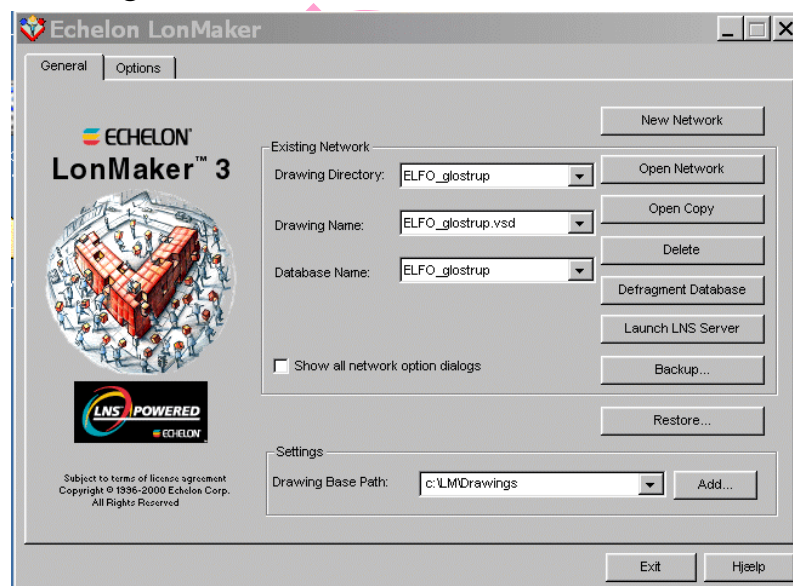 Echelon LonMaker
General
Options
ECHELON
LonMaker™ 3
LNS POWERED
ECHELON
Subject to terms of license agreement
Copyright © 1996-2000 Echelon Corp.
All Rights Reserved
New Network
Existing Network
Drawing Directory: ELFO_glostrup
Open Network
Open Copy
Drawing Name: ELFO_glostrup.vsd
Delete
Database Name: ELFO_glostrup
Defragment Database
Launch LNS Server
Show all network option dialogs
Backup...
Restore...
Settings
Drawing Base Path: c:\LM\Drawings
Add...
Exit
Hjælp